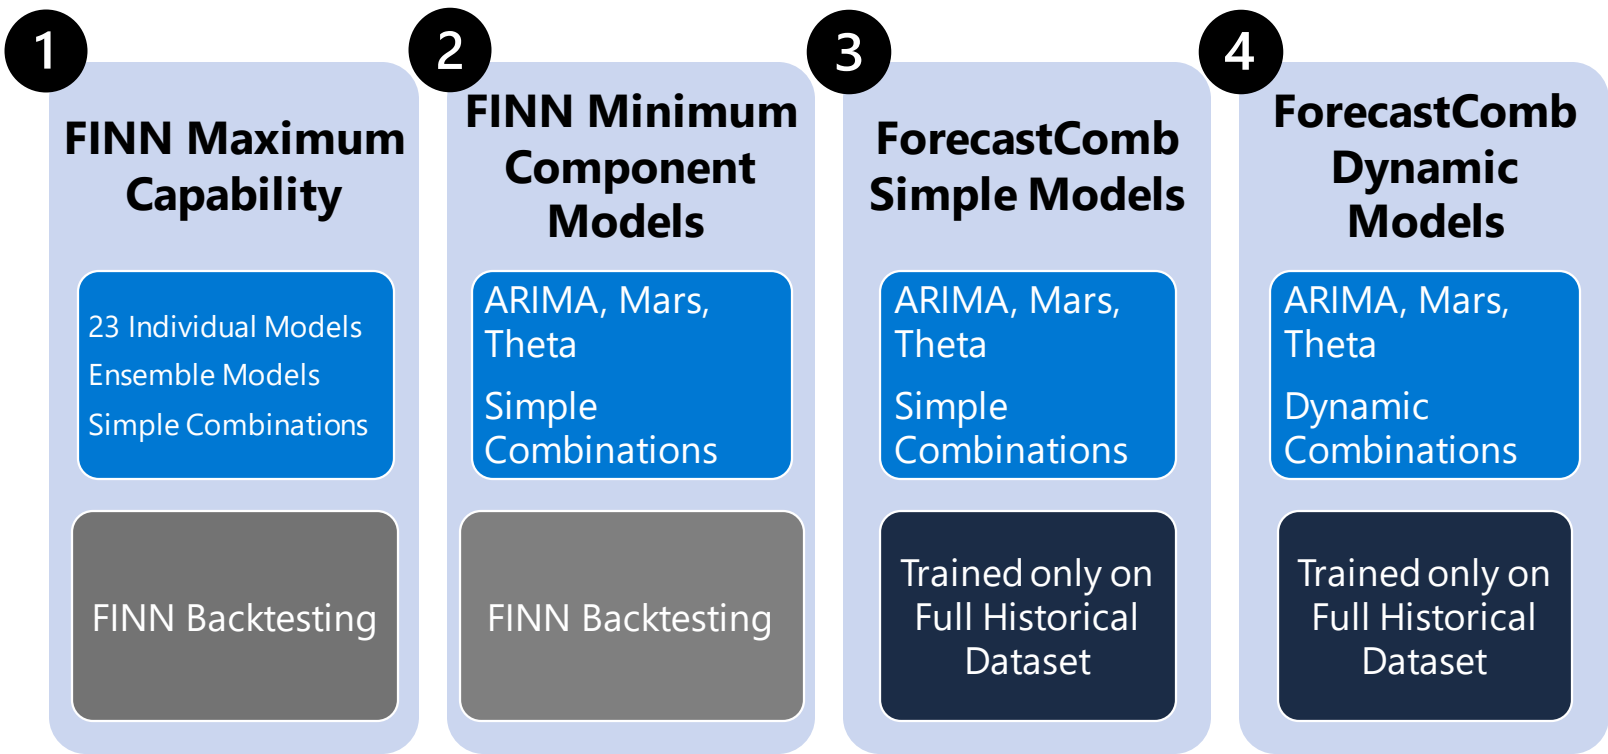 1
FINN Maximum
Capability
23 Individual Models
Ensemble Models
Simple Combinations
FINN Backtesting
2
FINN Minimum
Component
Models
ARIMA, Mars,
Theta
Simple
Combinations
FINN Backtesting
3
ForecastComb
Simple Models
ARIMA, Mars,
Theta
Simple
Combinations
Trained only on
Full Historical
Dataset
4
ForecastComb
Dynamic
Models
ARIMA, Mars,
Theta
Dynamic
Combinations
Trained only on
Full Historical
Dataset